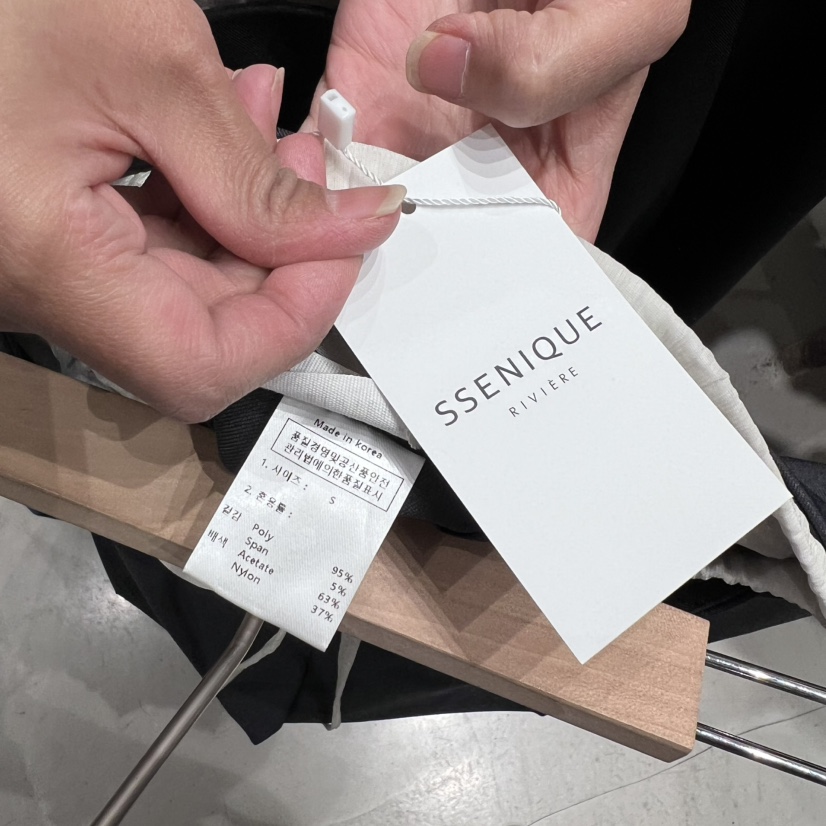 SSENIQUE
RIVIÈRE
Made in korea
품질경영및공산품안전
관리법에의한품질표시
1. 사이즈 : S
2. 혼용률 :
겉감 Poly 95%
Span 5%
배색 Acetate 63%
Nylon 37%